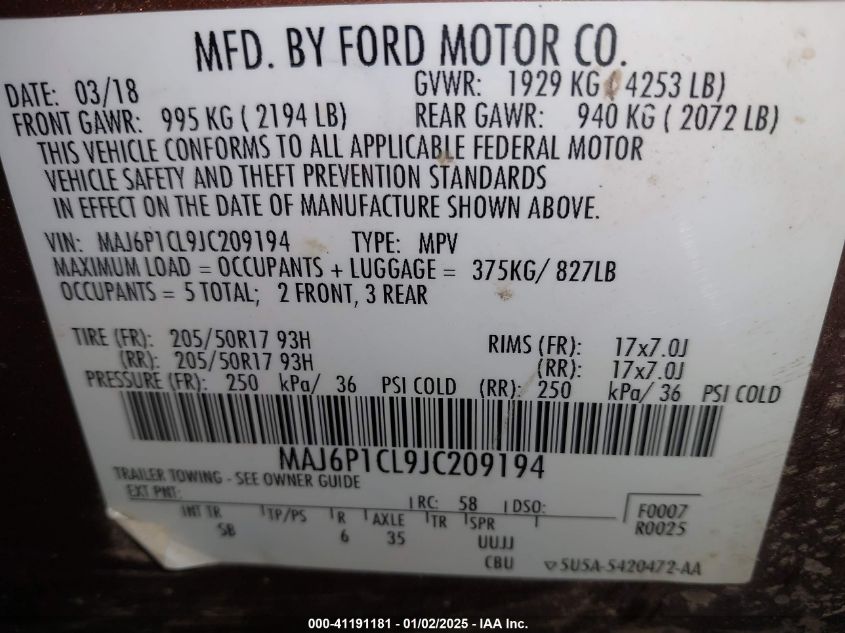 MFD. BY FORD MOTOR CO.
DATE: 03/18 GVWR: 1929 KG ( 4253 LB)
FRONT GAWR: 995 KG ( 2194 LB) REAR GAWR: 940 KG ( 2072 LB)
THIS VEHICLE CONFORMS TO ALL APPLICABLE FEDERAL MOTOR
VEHICLE SAFETY AND THEFT PREVENTION STANDARDS
IN EFFECT ON THE DATE OF MANUFACTURE SHOWN ABOVE.
VIN: MAJ6P1CL9JC209194 TYPE: MPV
MAXIMUM LOAD = OCCUPANTS + LUGGAGE = 375KG/ 827LB
OCCUPANTS = 5 TOTAL; 2 FRONT, 3 REAR
TIRE (FR): 205/50R17 93H RIMS (FR): 17x7.0J
(RR): 205/50R17 93H (RR): 17x7.0J
PRESSURE (FR): 250 kPa/ 36 PSI COLD (RR): 250 kPa/ 36 PSI COLD
MAJ6P1CL9JC209194
TRAILER TOWING - SEE OWNER GUIDE
EXT PNT: RC: 58 DSO: F0007
INT TR TP/PS R AXLE TR SPR R0025
SB 6 35 UUJJ
CBU 5U5A-5420472-AA
000-41191181 - 01/02/2025 - IAA Inc.